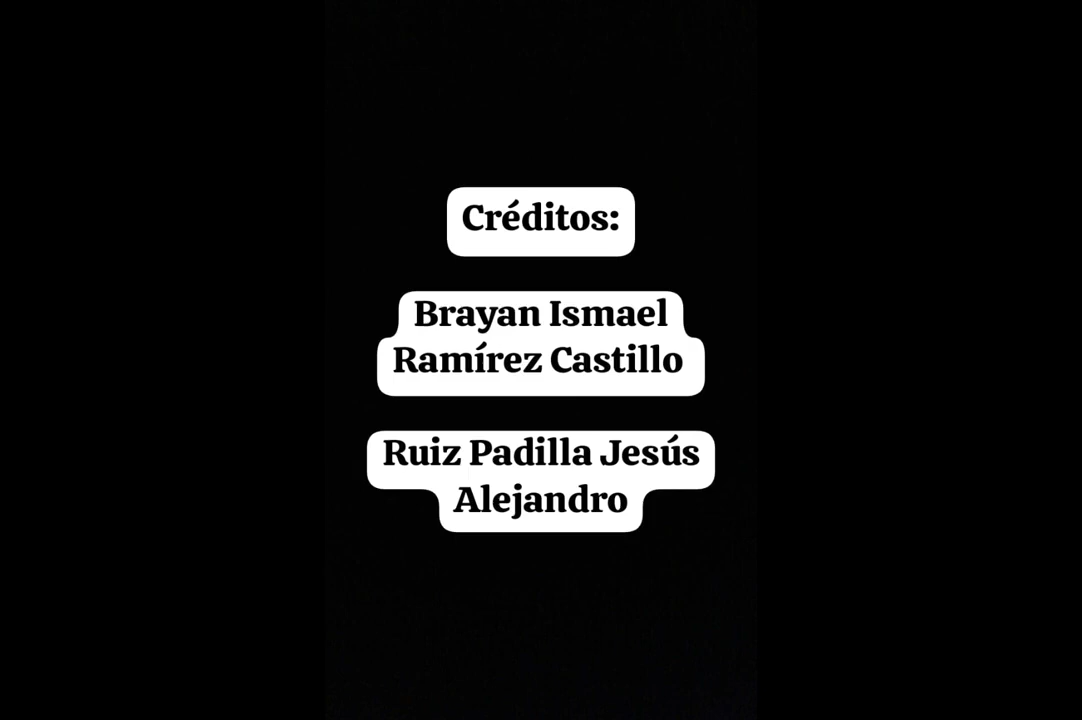 Créditos:
Brayan Ismael
Ramírez Castillo
Ruiz Padilla Jesús
Alejandro